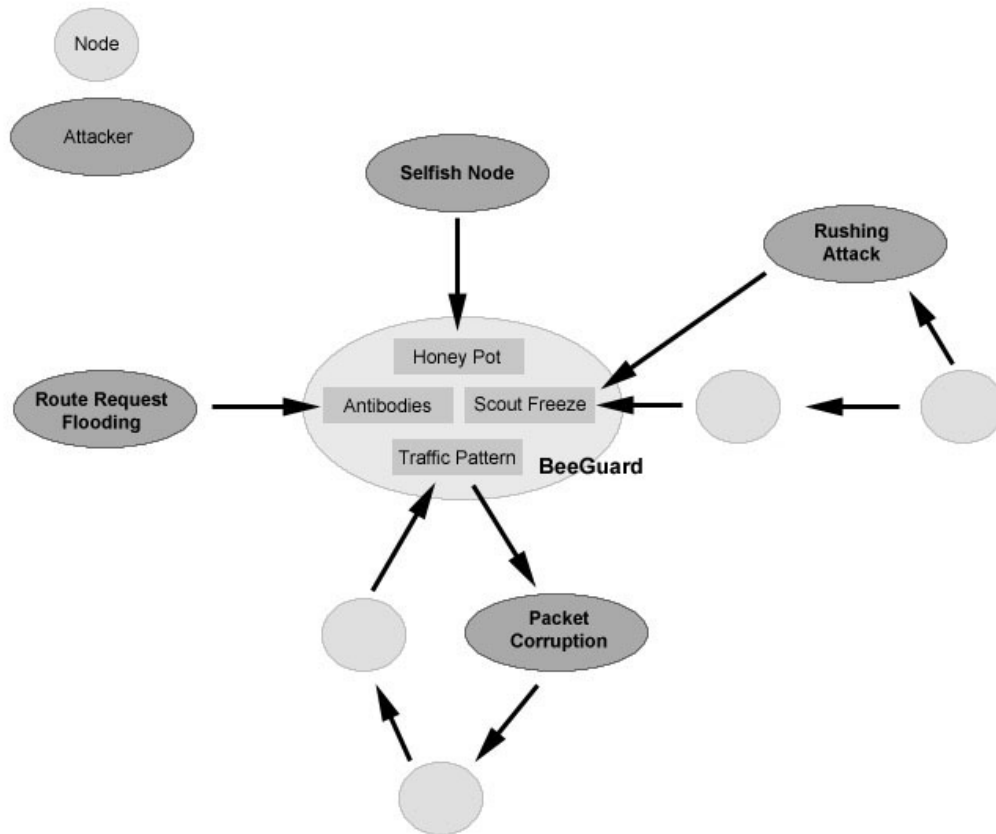 Node
Attacker
Selfish Node
Rushing
Attack
Honey Pot
Route Request
Flooding
Antibodies
Scout Freeze
Traffic Pattern
BeeGuard
Packet
Corruption